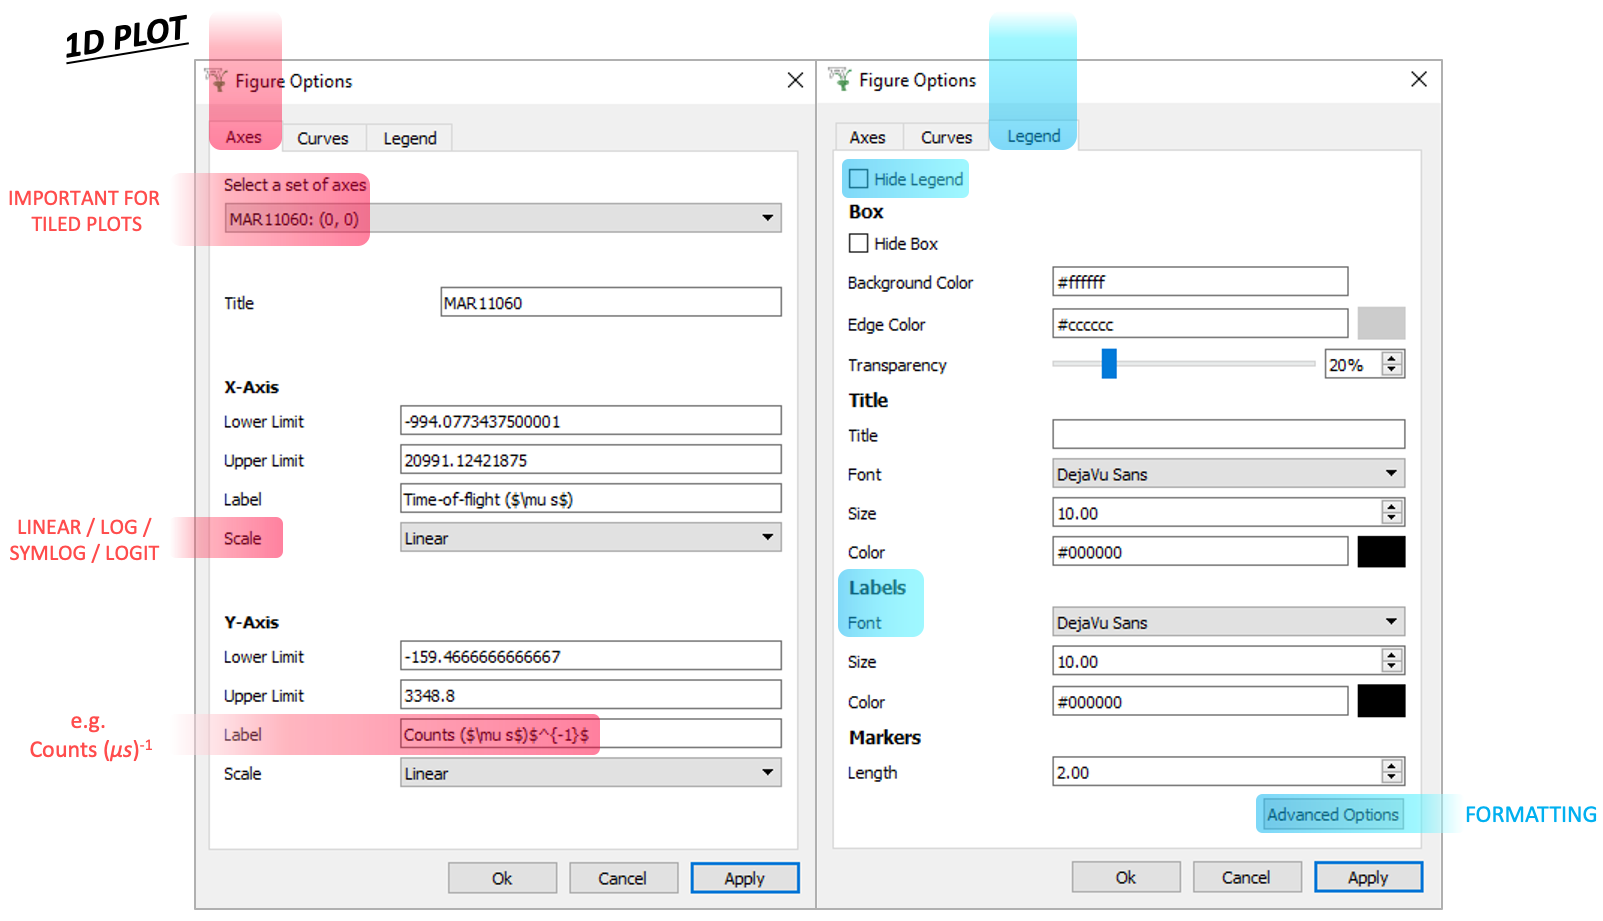 1D PLOT
Figure Options
Axes Curves Legend
IMPORTANT FOR
TILED PLOTS
Select a set of axes
MAR11060: (0, 0)
Title MAR11060
X-Axis
Lower Limit -994.0773437500001
Upper Limit 20991.12421875
Label Time-of-flight ($\mu s$)
LINEAR / LOG /
SYMLOG / LOGIT
Scale Linear
Y-Axis
Lower Limit -159.4666666666667
Upper Limit 3348.8
e.g.
Counts (μs)-1
Label Counts ($\mu s$)$^{-1}$
Scale Linear
Ok Cancel Apply
Figure Options
Axes Curves Legend
Hide Legend
Box
Hide Box
Background Color #ffffff
Edge Color #cccccc
Transparency 20%
Title
Title
Font DejaVu Sans
Size 10.00
Color #000000
Labels
Font DejaVu Sans
Size 10.00
Color #000000
Markers
Length 2.00
Advanced Options
FORMATTING
Ok Cancel Apply